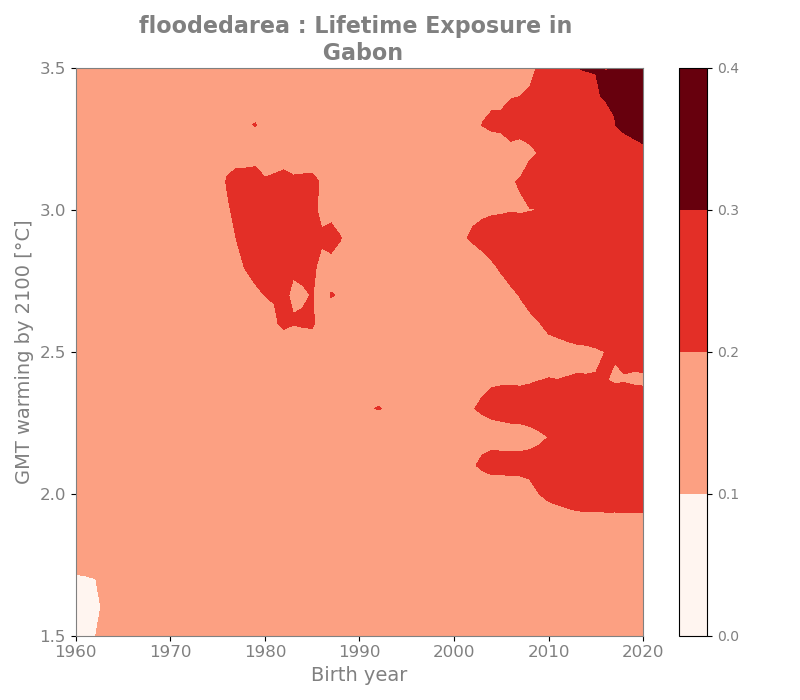 floodedarea : Lifetime Exposure in
Gabon
3.5
3.0
2.5
2.0
1.5
GMT warming by 2100 [°C]
1960 1970 1980 1990 2000 2010 2020
Birth year
0.4
0.3
0.2
0.1
0.0